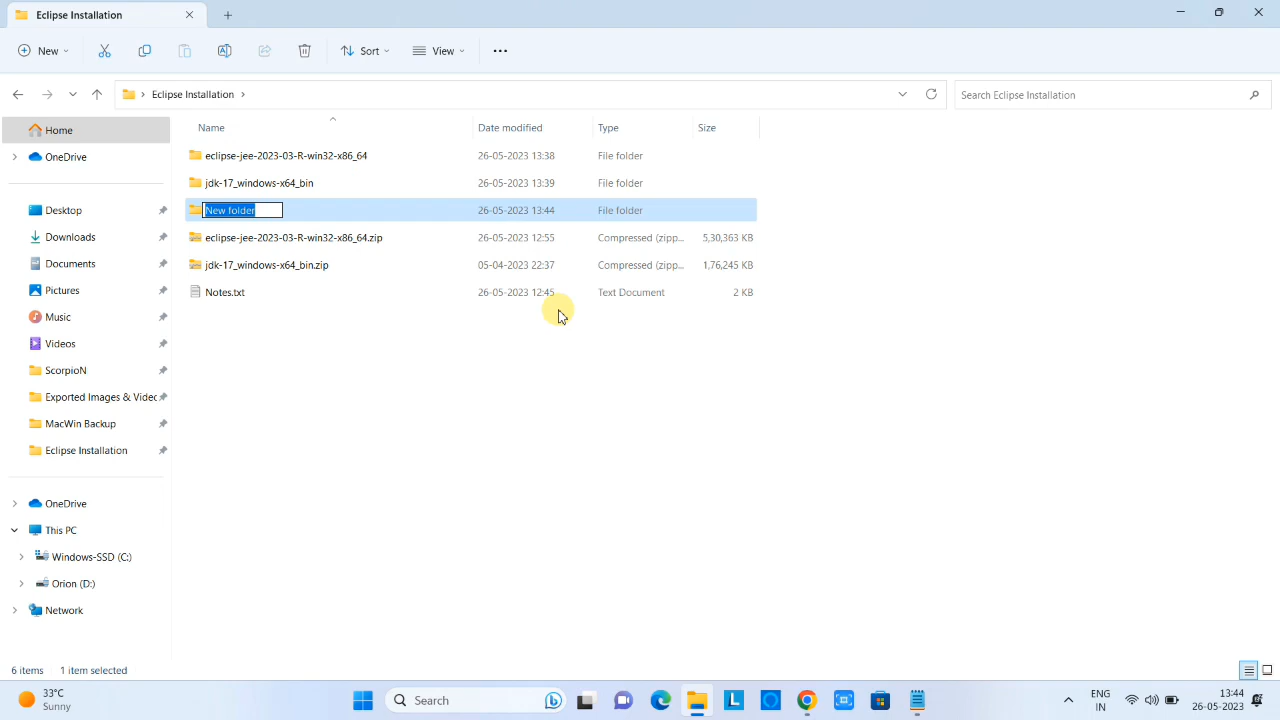 Eclipse Installation
New
Sort
View
Eclipse Installation
Search Eclipse Installation
Home
OneDrive
Desktop
Downloads
Documents
Pictures
Music
Videos
ScorpioN
Exported Images & Videc
MacWin Backup
Eclipse Installation
OneDrive
This PC
Windows-SSD (C:)
Orion (D:)
Network
Name Date modified Type Size
eclipse-jee-2023-03-R-win32-x86_64 26-05-2023 13:38 File folder
jdk-17_windows-x64_bin 26-05-2023 13:39 File folder
New folder 26-05-2023 13:44 File folder
eclipse-jee-2023-03-R-win32-x86_64.zip 26-05-2023 12:55 Compressed (zipp... 5,30,363 KB
jdk-17_windows-x64_bin.zip 05-04-2023 22:37 Compressed (zipp... 1,76,245 KB
Notes.txt 26-05-2023 12:45 Text Document 2 KB
6 items 1 item selected
33°C
Sunny
Search
L
ENG
IN
13:44
26-05-2023